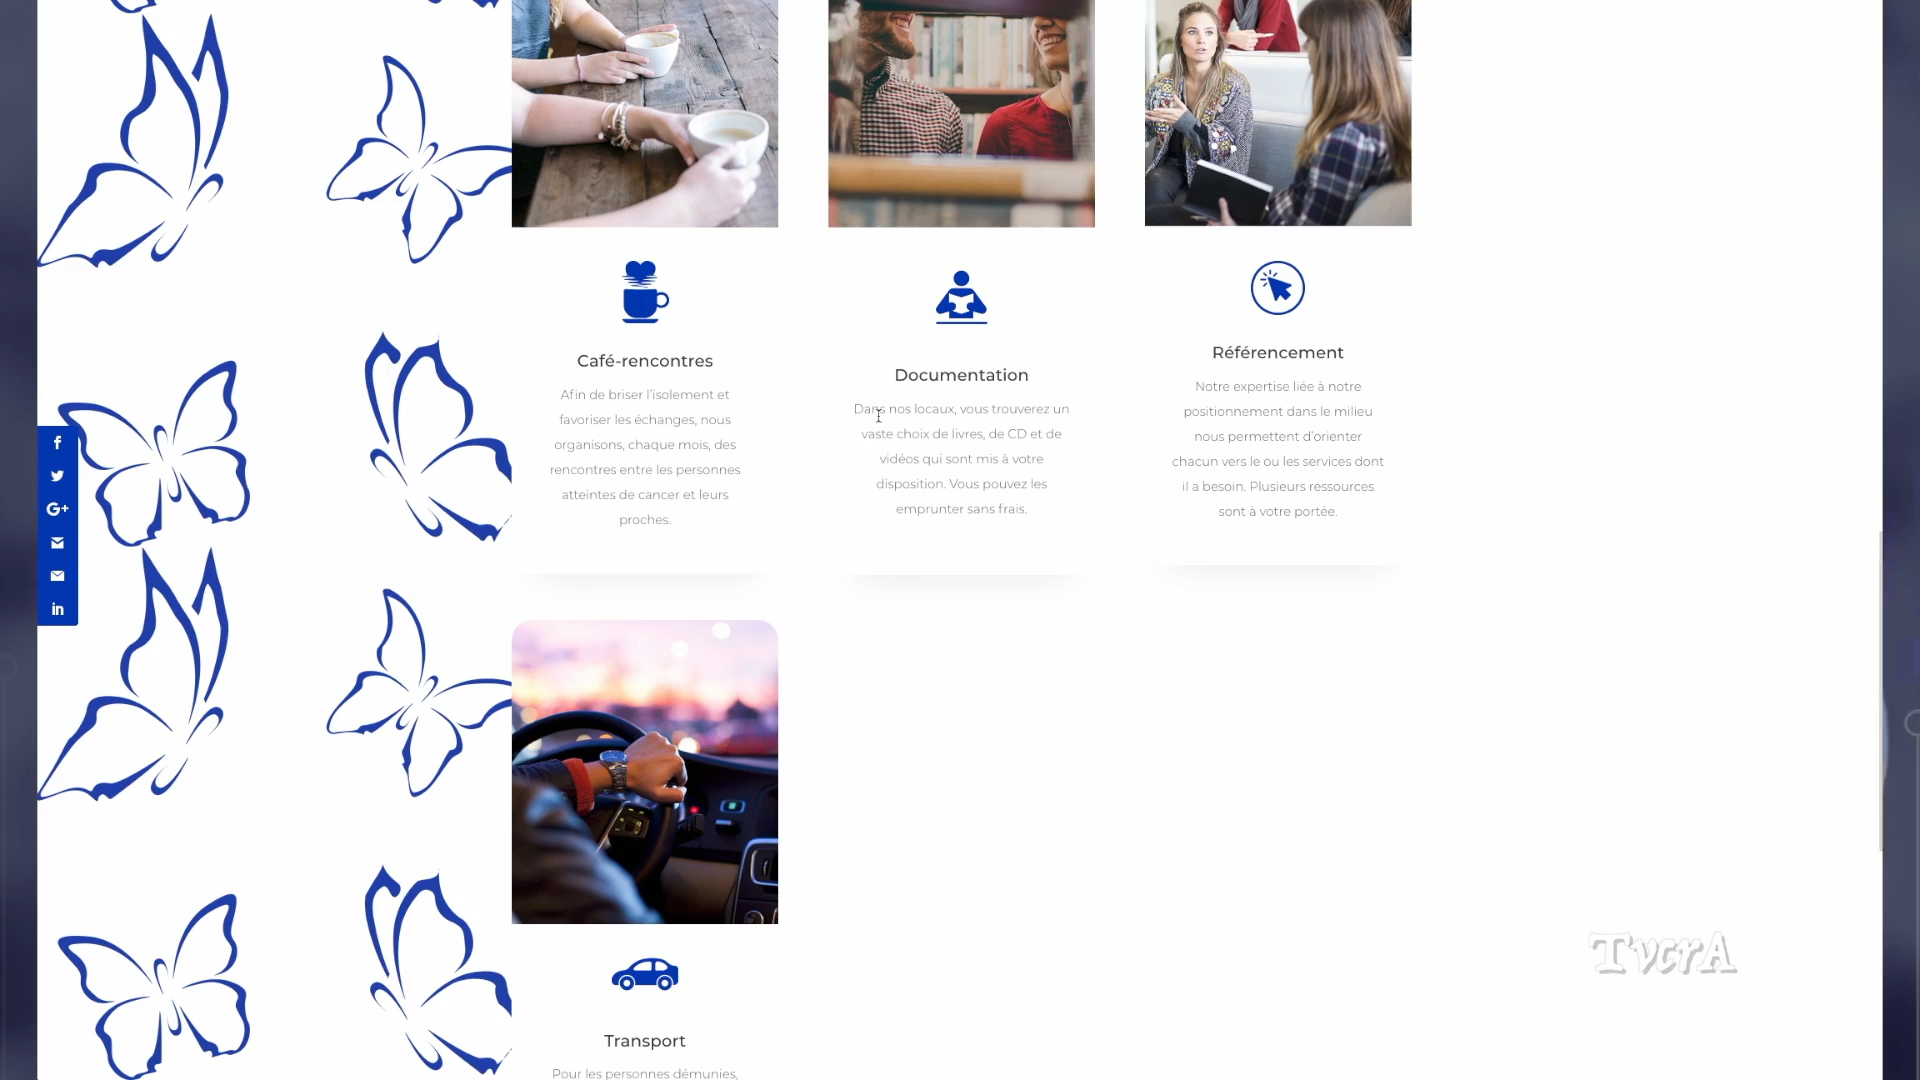 Café-rencontres
Afin de briser l'isolement et
favoriser les échanges, nous
organisons, chaque mois, des
rencontres entre les personnes
atteintes de cancer et leurs
proches.
Documentation
Dans nos locaux, vous trouverez un
vaste choix de livres, de CD et de
vidéos qui sont mis à votre
disposition. Vous pouvez les
emprunter sans frais.
Référencement
Notre expertise liée à notre
positionnement dans le milieu
nous permettent d'orienter
chacun vers le ou les services dont
il a besoin. Plusieurs ressources
sont à votre portée.
f
G+
in
Transport
Pour les personnes démunies,
TvcrA